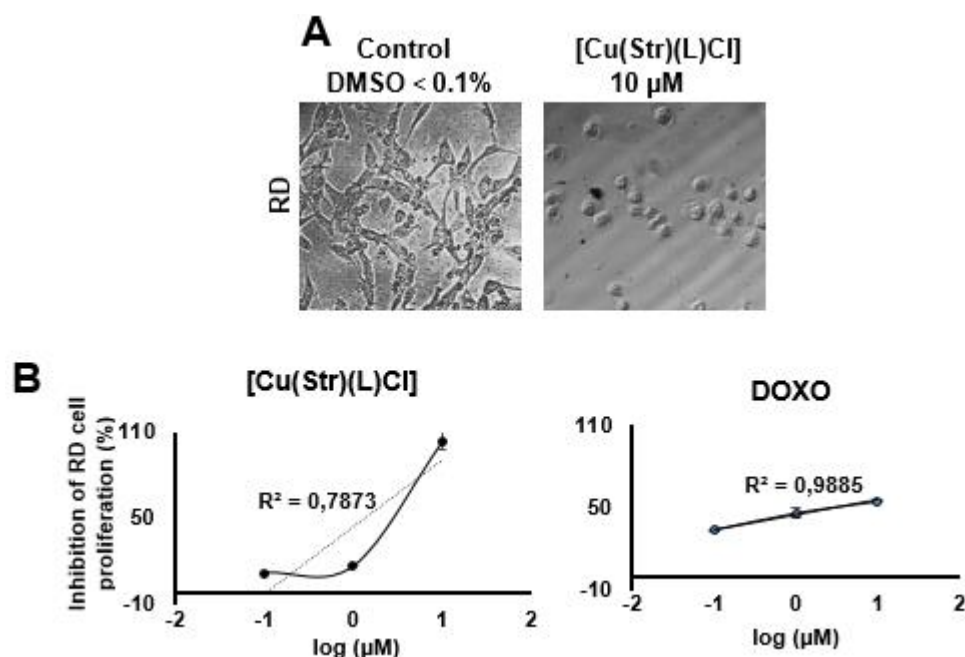 A
Control
DMSO < 0.1%
[Cu(Str)(L)Cl]
10 µM
RD
B
[Cu(Str)(L)Cl]
Inhibition of RD cell
proliferation (%)
110
50
-10
R² = 0,7873
-2 -1 0 1 2
log (µM)
DOXO
110
50
-10
R² = 0,9885
-2 -1 0 1 2
log (µM)